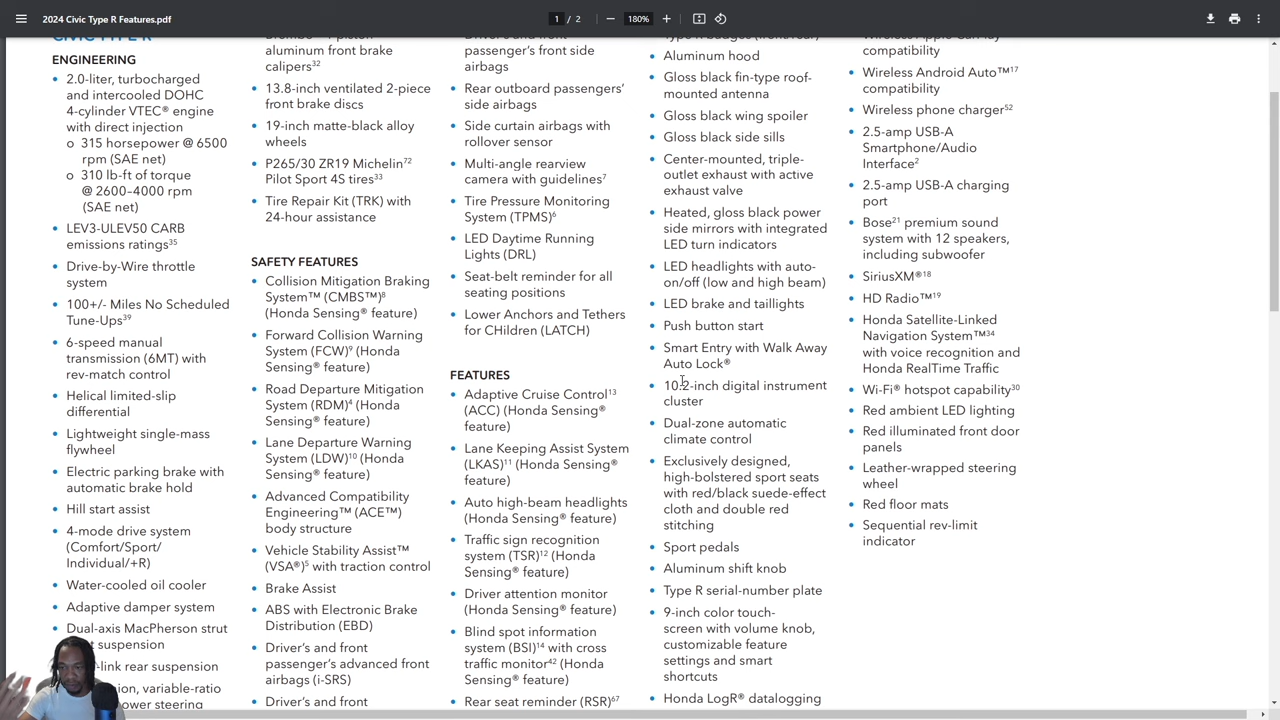 2024 Civic Type R Features.pdf
1 / 2
180%
CIVIC TYPE R
ENGINEERING
• 2.0-liter, turbocharged
and intercooled DOHC
4-cylinder VTEC® engine
with direct injection
o 315 horsepower @ 6500
rpm (SAE net)
o 310 lb-ft of torque
@ 2600–4000 rpm
(SAE net)
• LEV3-ULEV50 CARB
emissions ratings35
• Drive-by-Wire throttle
system
• 100+/- Miles No Scheduled
Tune-Ups39
• 6-speed manual
transmission (6MT) with
rev-match control
• Helical limited-slip
differential
• Lightweight single-mass
flywheel
• Electric parking brake with
automatic brake hold
• Hill start assist
• 4-mode drive system
(Comfort/Sport/
Individual/+R)
• Water-cooled oil cooler
• Adaptive damper system
• Dual-axis MacPherson strut
suspension
-link rear suspension
variable-ratio
power steering
aluminum front brake
calipers32
• 13.8-inch ventilated 2-piece
front brake discs
• 19-inch matte-black alloy
wheels
• P265/30 ZR19 Michelin72
Pilot Sport 4S tires33
• Tire Repair Kit (TRK) with
24-hour assistance
SAFETY FEATURES
• Collision Mitigation Braking
System™ (CMBS™)8
(Honda Sensing® feature)
• Forward Collision Warning
System (FCW)9 (Honda
Sensing® feature)
• Road Departure Mitigation
System (RDM)4 (Honda
Sensing® feature)
• Lane Departure Warning
System (LDW)10 (Honda
Sensing® feature)
• Advanced Compatibility
Engineering™ (ACE™)
body structure
• Vehicle Stability Assist™
(VSA®)5 with traction control
• Brake Assist
• ABS with Electronic Brake
Distribution (EBD)
• Driver's and front
passenger's advanced front
airbags (i-SRS)
• Driver's and front
• Driver's and front
passenger's front side
airbags
• Rear outboard passengers'
side airbags
• Side curtain airbags with
rollover sensor
• Multi-angle rearview
camera with guidelines7
• Tire Pressure Monitoring
System (TPMS)6
• LED Daytime Running
Lights (DRL)
• Seat-belt reminder for all
seating positions
• Lower Anchors and Tethers
for CHildren (LATCH)
FEATURES
• Adaptive Cruise Control13
(ACC) (Honda Sensing®
feature)
• Lane Keeping Assist System
(LKAS)11 (Honda Sensing®
feature)
• Auto high-beam headlights
(Honda Sensing® feature)
• Traffic sign recognition
system (TSR)12 (Honda
Sensing® feature)
• Driver attention monitor
(Honda Sensing® feature)
• Blind spot information
system (BSI)14 with cross
traffic monitor42 (Honda
Sensing® feature)
• Rear seat reminder (RSR)67
• Type R badges (front/rear)
• Aluminum hood
• Gloss black fin-type roof-
mounted antenna
• Gloss black wing spoiler
• Gloss black side sills
• Center-mounted, triple-
outlet exhaust with active
exhaust valve
• Heated, gloss black power
side mirrors with integrated
LED turn indicators
• LED headlights with auto-
on/off (low and high beam)
• LED brake and taillights
• Push button start
• Smart Entry with Walk Away
Auto Lock®
• 10.2-inch digital instrument
cluster
• Dual-zone automatic
climate control
• Exclusively designed,
high-bolstered sport seats
with red/black suede-effect
cloth and double red
stitching
• Sport pedals
• Aluminum shift knob
• Type R serial-number plate
• 9-inch color touch-
screen with volume knob,
customizable feature
settings and smart
shortcuts
• Honda LogR® datalogging
• Wireless Apple CarPlay
compatibility
• Wireless Android Auto™17
compatibility
• Wireless phone charger52
• 2.5-amp USB-A
Smartphone/Audio
Interface2
• 2.5-amp USB-A charging
port
• Bose21 premium sound
system with 12 speakers,
including subwoofer
• SiriusXM®18
• HD Radio™19
• Honda Satellite-Linked
Navigation System™34
with voice recognition and
Honda RealTime Traffic
• Wi-Fi® hotspot capability30
• Red ambient LED lighting
• Red illuminated front door
panels
• Leather-wrapped steering
wheel
• Red floor mats
• Sequential rev-limit
indicator